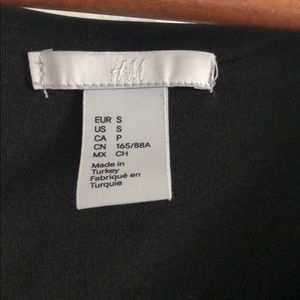 H&M
EUR S
US S
CA P
CN 165/88A
MX CH
Made in
Turkey
Fabriqué en
Turquie